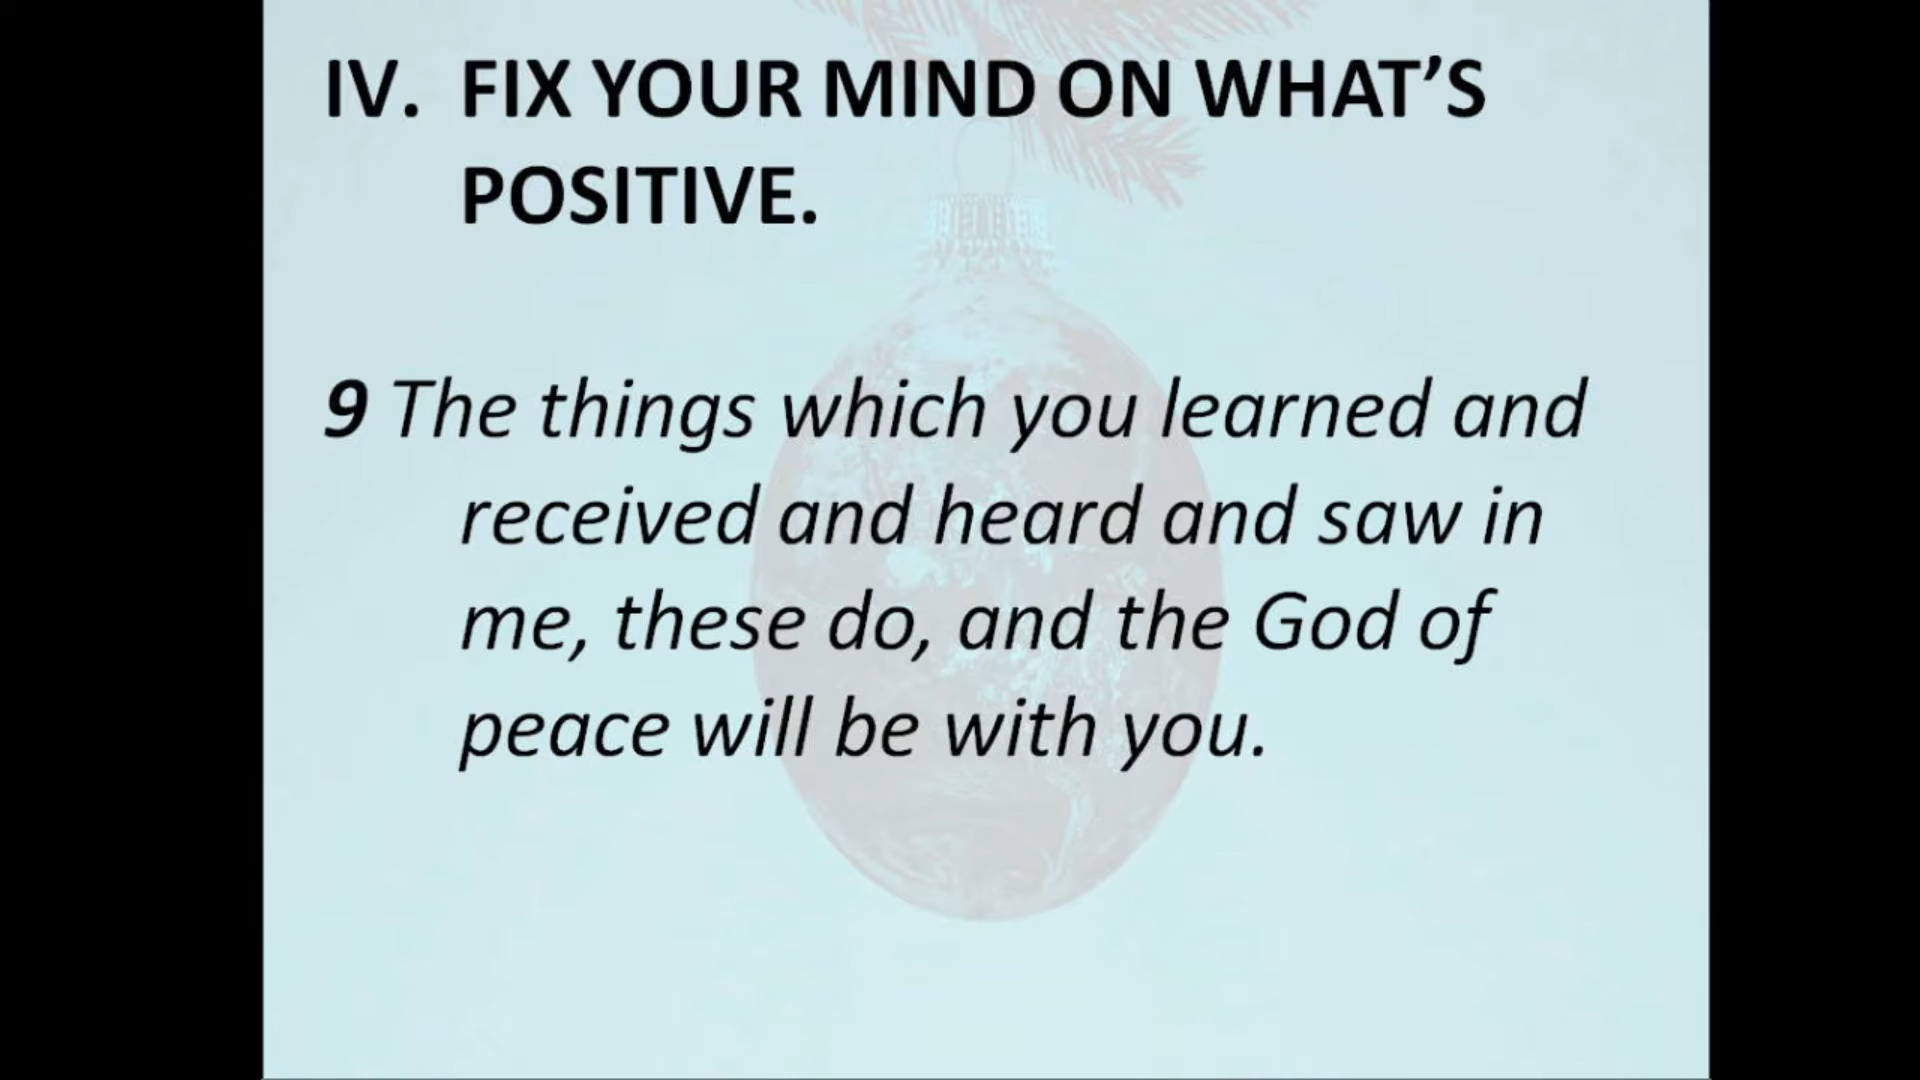 IV. FIX YOUR MIND ON WHAT’S
POSITIVE.
9 The things which you learned and
received and heard and saw in
me, these do, and the God of
peace will be with you.